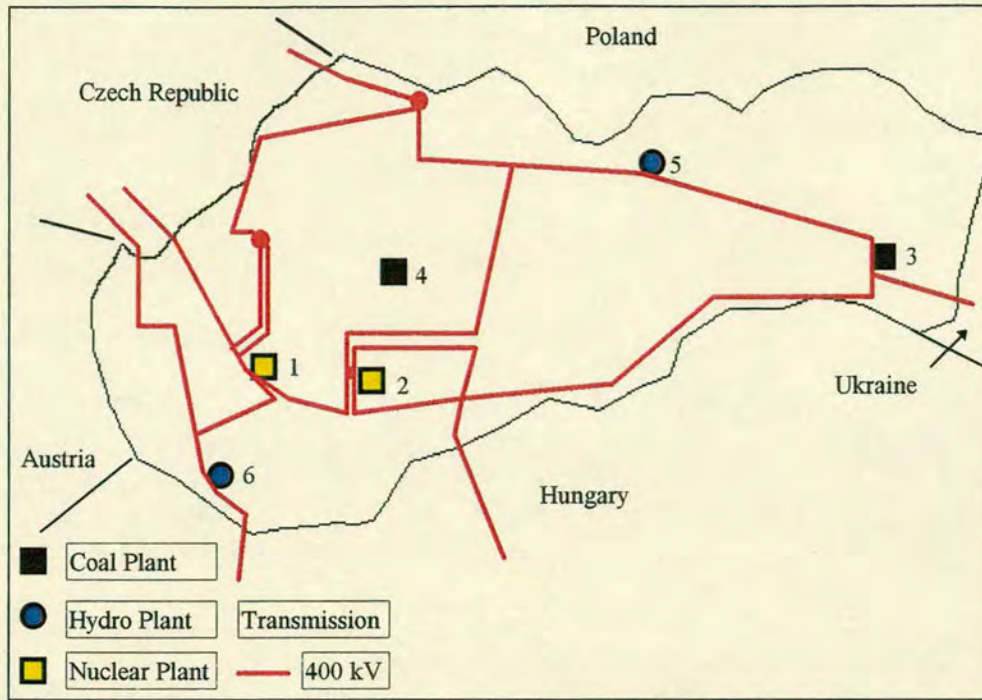 Poland
Czech Republic
5
3
4
1
2
Ukraine
Austria
6
Hungary
Coal Plant
Hydro Plant
Transmission
Nuclear Plant
400 kV